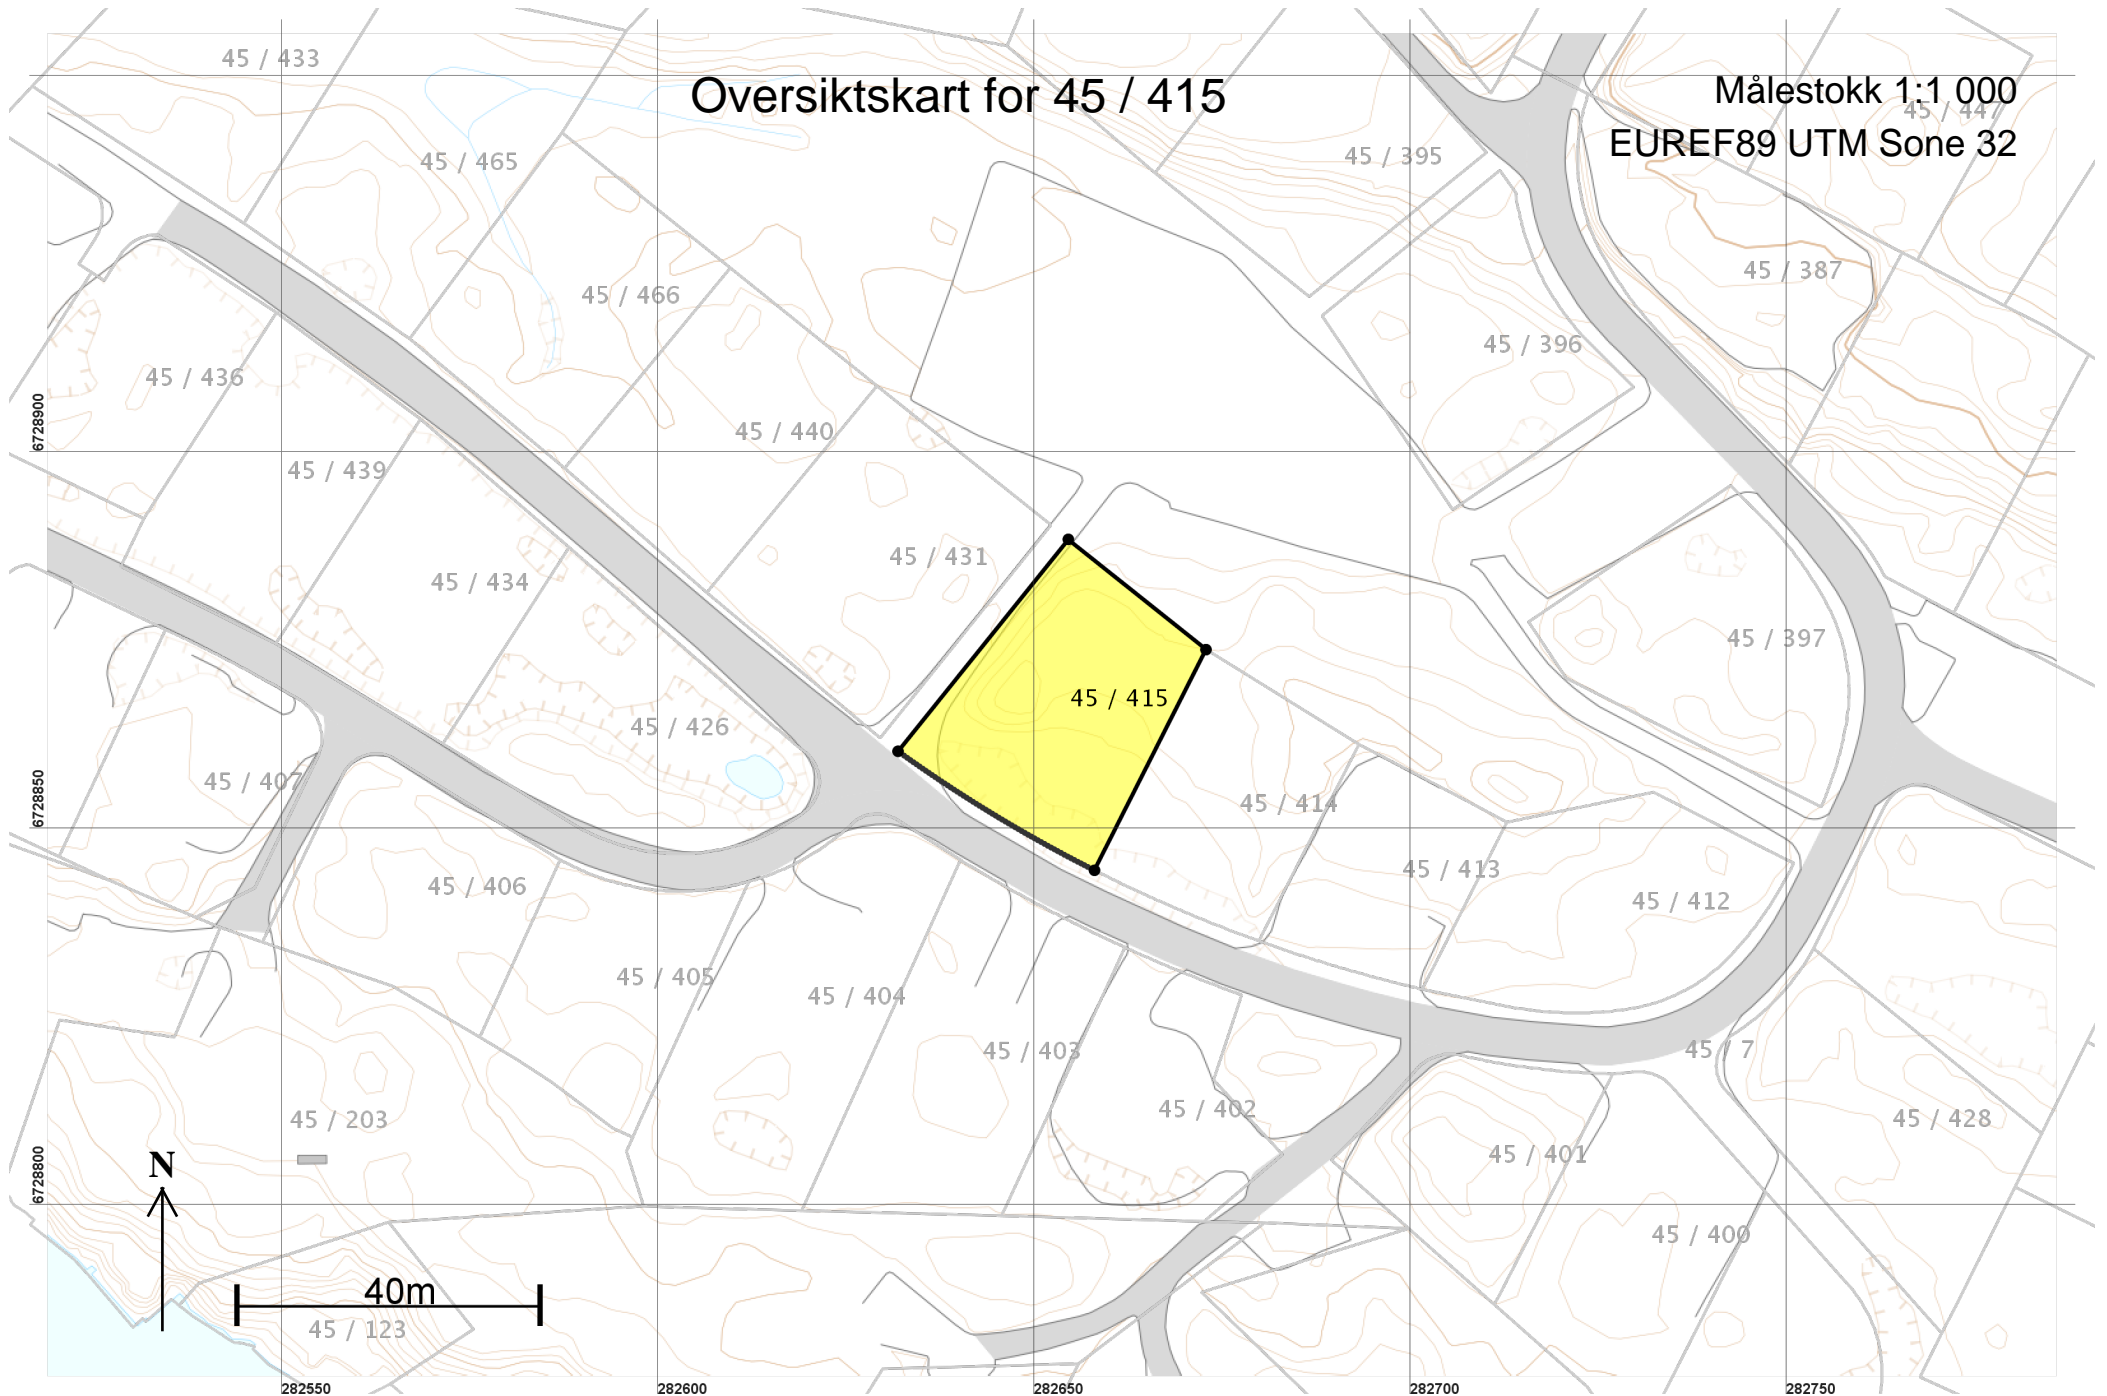 45 / 433
Oversiktskart for 45 / 415
Målestokk 1:1 000
45 / 447
EUREF89 UTM Sone 32
45 / 465
45 / 395
45 / 387
45 / 466
45 / 396
45 / 436
6728900
45 / 440
45 / 439
45 / 431
45 / 434
45 / 397
45 / 415
45 / 426
45 / 407
6728850
45 / 414
45 / 413
45 / 406
45 / 412
45 / 405
45 / 404
45 / 403
45 / 7
45 / 402
45 / 203
45 / 428
45 / 401
N
6728800
45 / 400
40m
45 / 123
282550
282600
282650
282700
282750